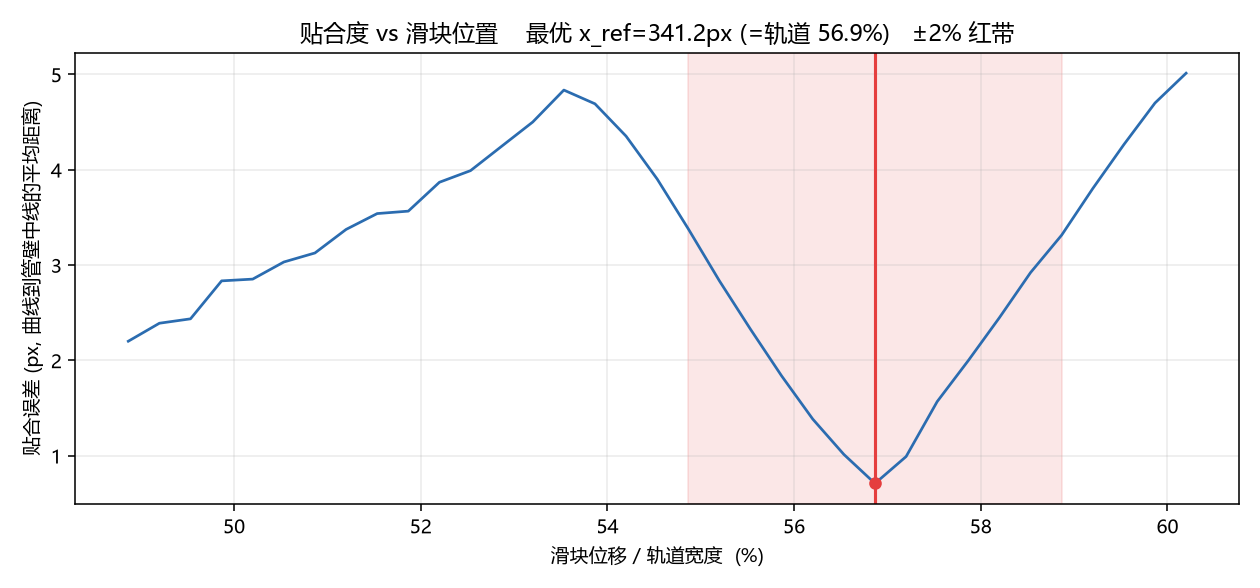 贴合度 vs 滑块位置 最优 x_ref=341.2px (=轨道 56.9%) ±2% 红带
贴合误差 (px, 曲线到管壁中线的平均距离)
5
4
3
2
1
50 52 54 56 58 60
滑块位移 / 轨道宽度 (%)